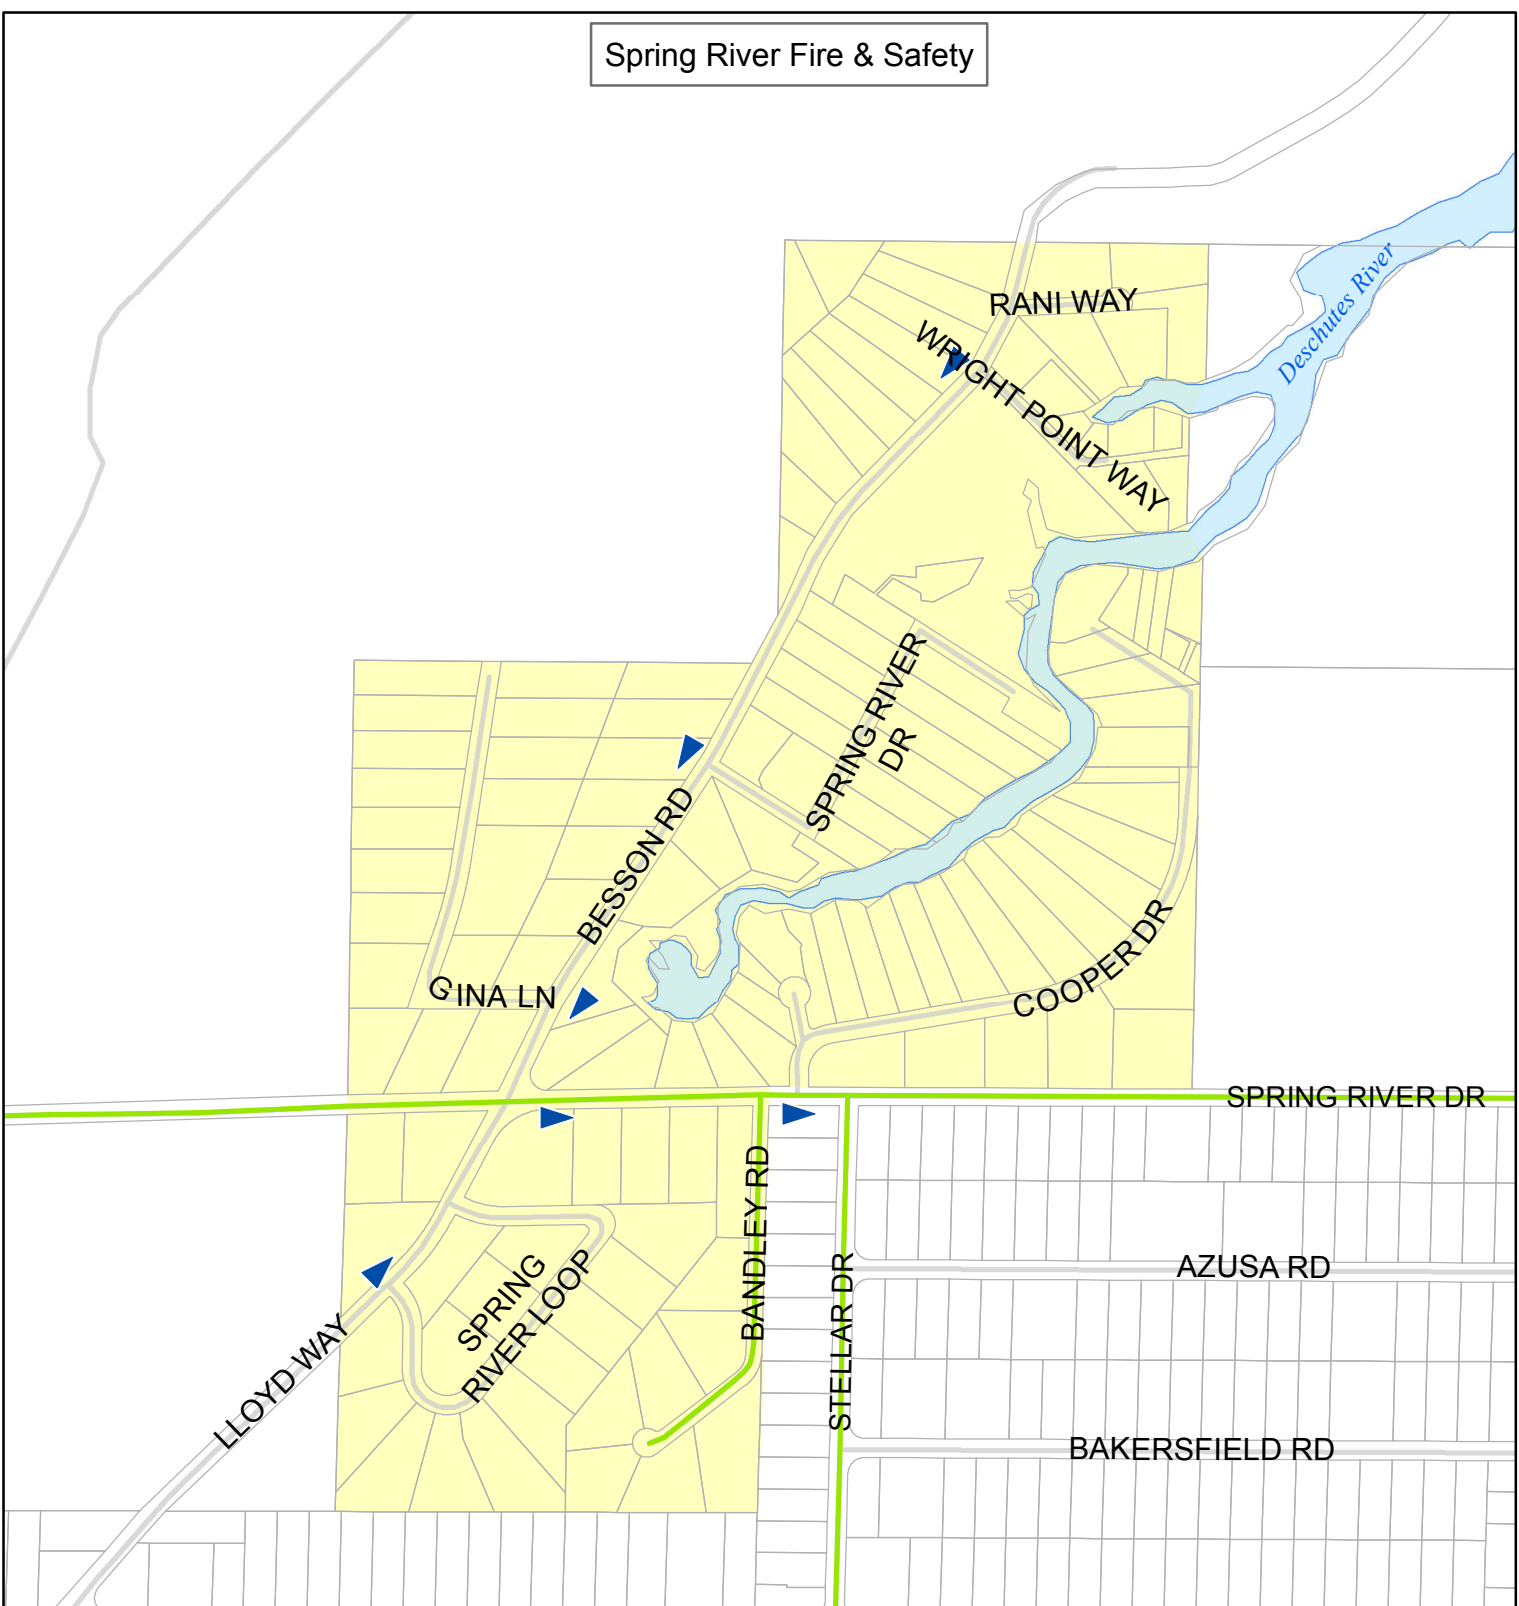 Spring River Fire & Safety
RANI WAY
WRIGHT POINT WAY
Deschutes River
SPRING RIVER
DR
BESSON RD
GINA LN
COOPER DR
SPRING RIVER DR
BANDLEY RD
STELLAR DR
AZUSA RD
SPRING
RIVER LOOP
LLOYD WAY
BAKERSFIELD RD